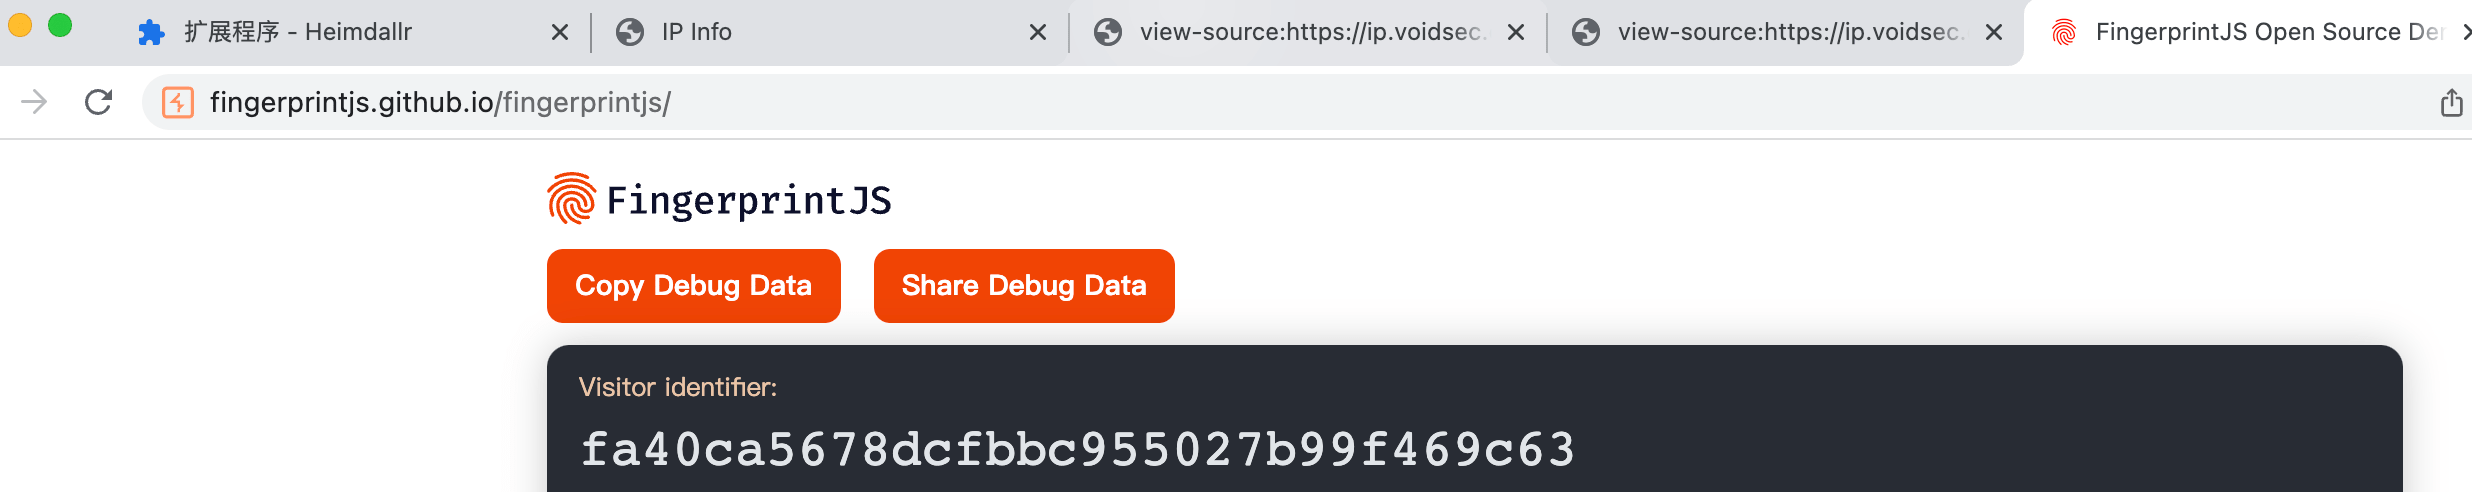 扩展程序 - Heimdallr
IP Info
view-source:https://ip.voidsec.
view-source:https://ip.voidsec.
FingerprintJS Open Source De
fingerprintjs.github.io/fingerprintjs/
FingerprintJS
Copy Debug Data
Share Debug Data
Visitor identifier:
fa40ca5678dcfbbc955027b99f469c63